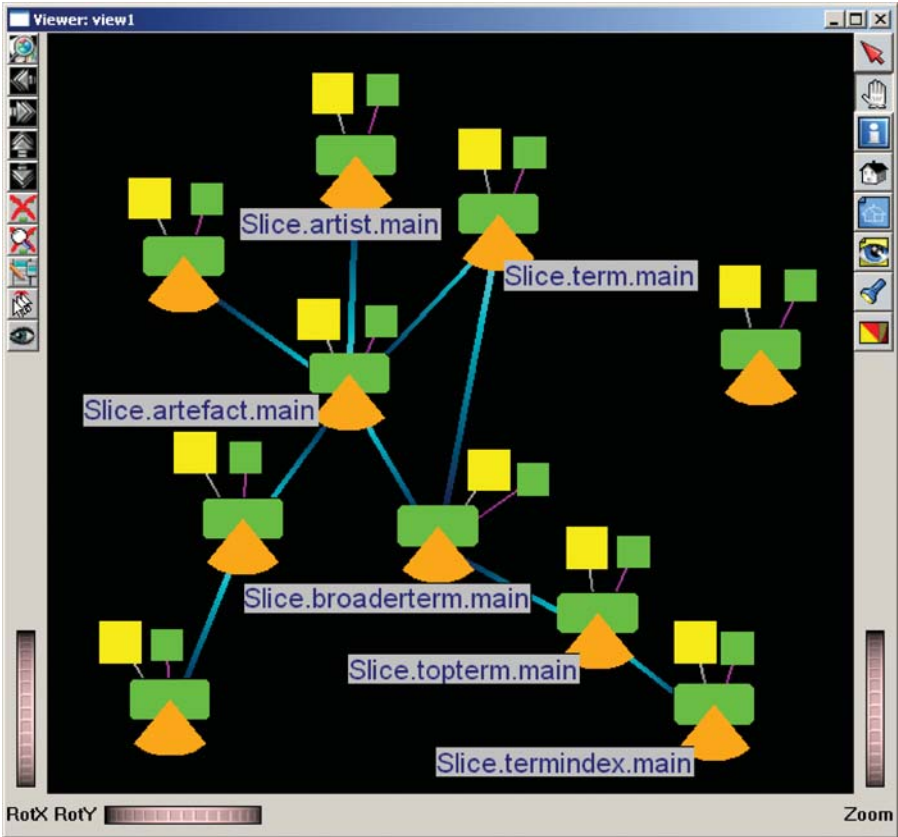 Viewer: view1
Slice.artist.main
Slice.term.main
Slice.artefact.main
Slice.broaderterm.main
Slice.topterm.main
Slice.termindex.main
RotX RotY
Zoom